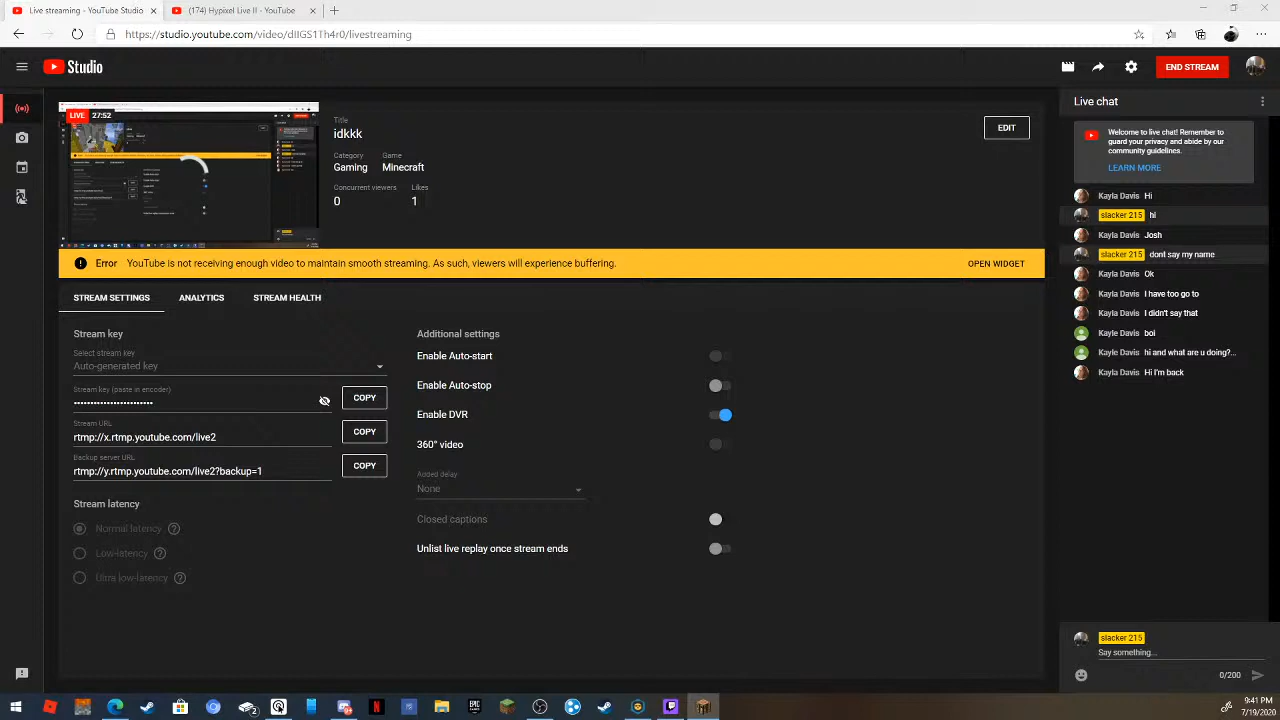 Live streaming - YouTube Studio
(174) Hypixel Live II - YouTube
https://studio.youtube.com/video/dIIGS1Th4r0/livestreaming
Studio
END STREAM
LIVE 27:52
Title
idkkk
EDIT
Category Game
Gaming Minecraft
Concurrent viewers Likes
0 1
Error YouTube is not receiving enough video to maintain smooth streaming. As such, viewers will experience buffering. OPEN WIDGET
STREAM SETTINGS ANALYTICS STREAM HEALTH
Stream key
Select stream key
Auto-generated key
Stream key (paste in encoder)
•••••••••••••••••••••••• COPY
Stream URL
rtmp://x.rtmp.youtube.com/live2 COPY
Backup server URL
rtmp://y.rtmp.youtube.com/live2?backup=1 COPY
Stream latency
Normal latency
Low-latency
Ultra low-latency
Additional settings
Enable Auto-start
Enable Auto-stop
Enable DVR
360° video
Added delay
None
Closed captions
Unlist live replay once stream ends
Live chat
Welcome to live chat! Remember to
guard your privacy and abide by our
community guidelines.
LEARN MORE
Kayla Davis Hi
slacker 215 hi
Kayla Davis Josh
slacker 215 dont say my name
Kayla Davis Ok
Kayla Davis I have too go to
Kayla Davis I didn't say that
Kayle Davis boi
Kayle Davis hi and what are u doing?...
Kayla Davis Hi I'm back
slacker 215
Say something...
0/200
9:41 PM
7/19/2020